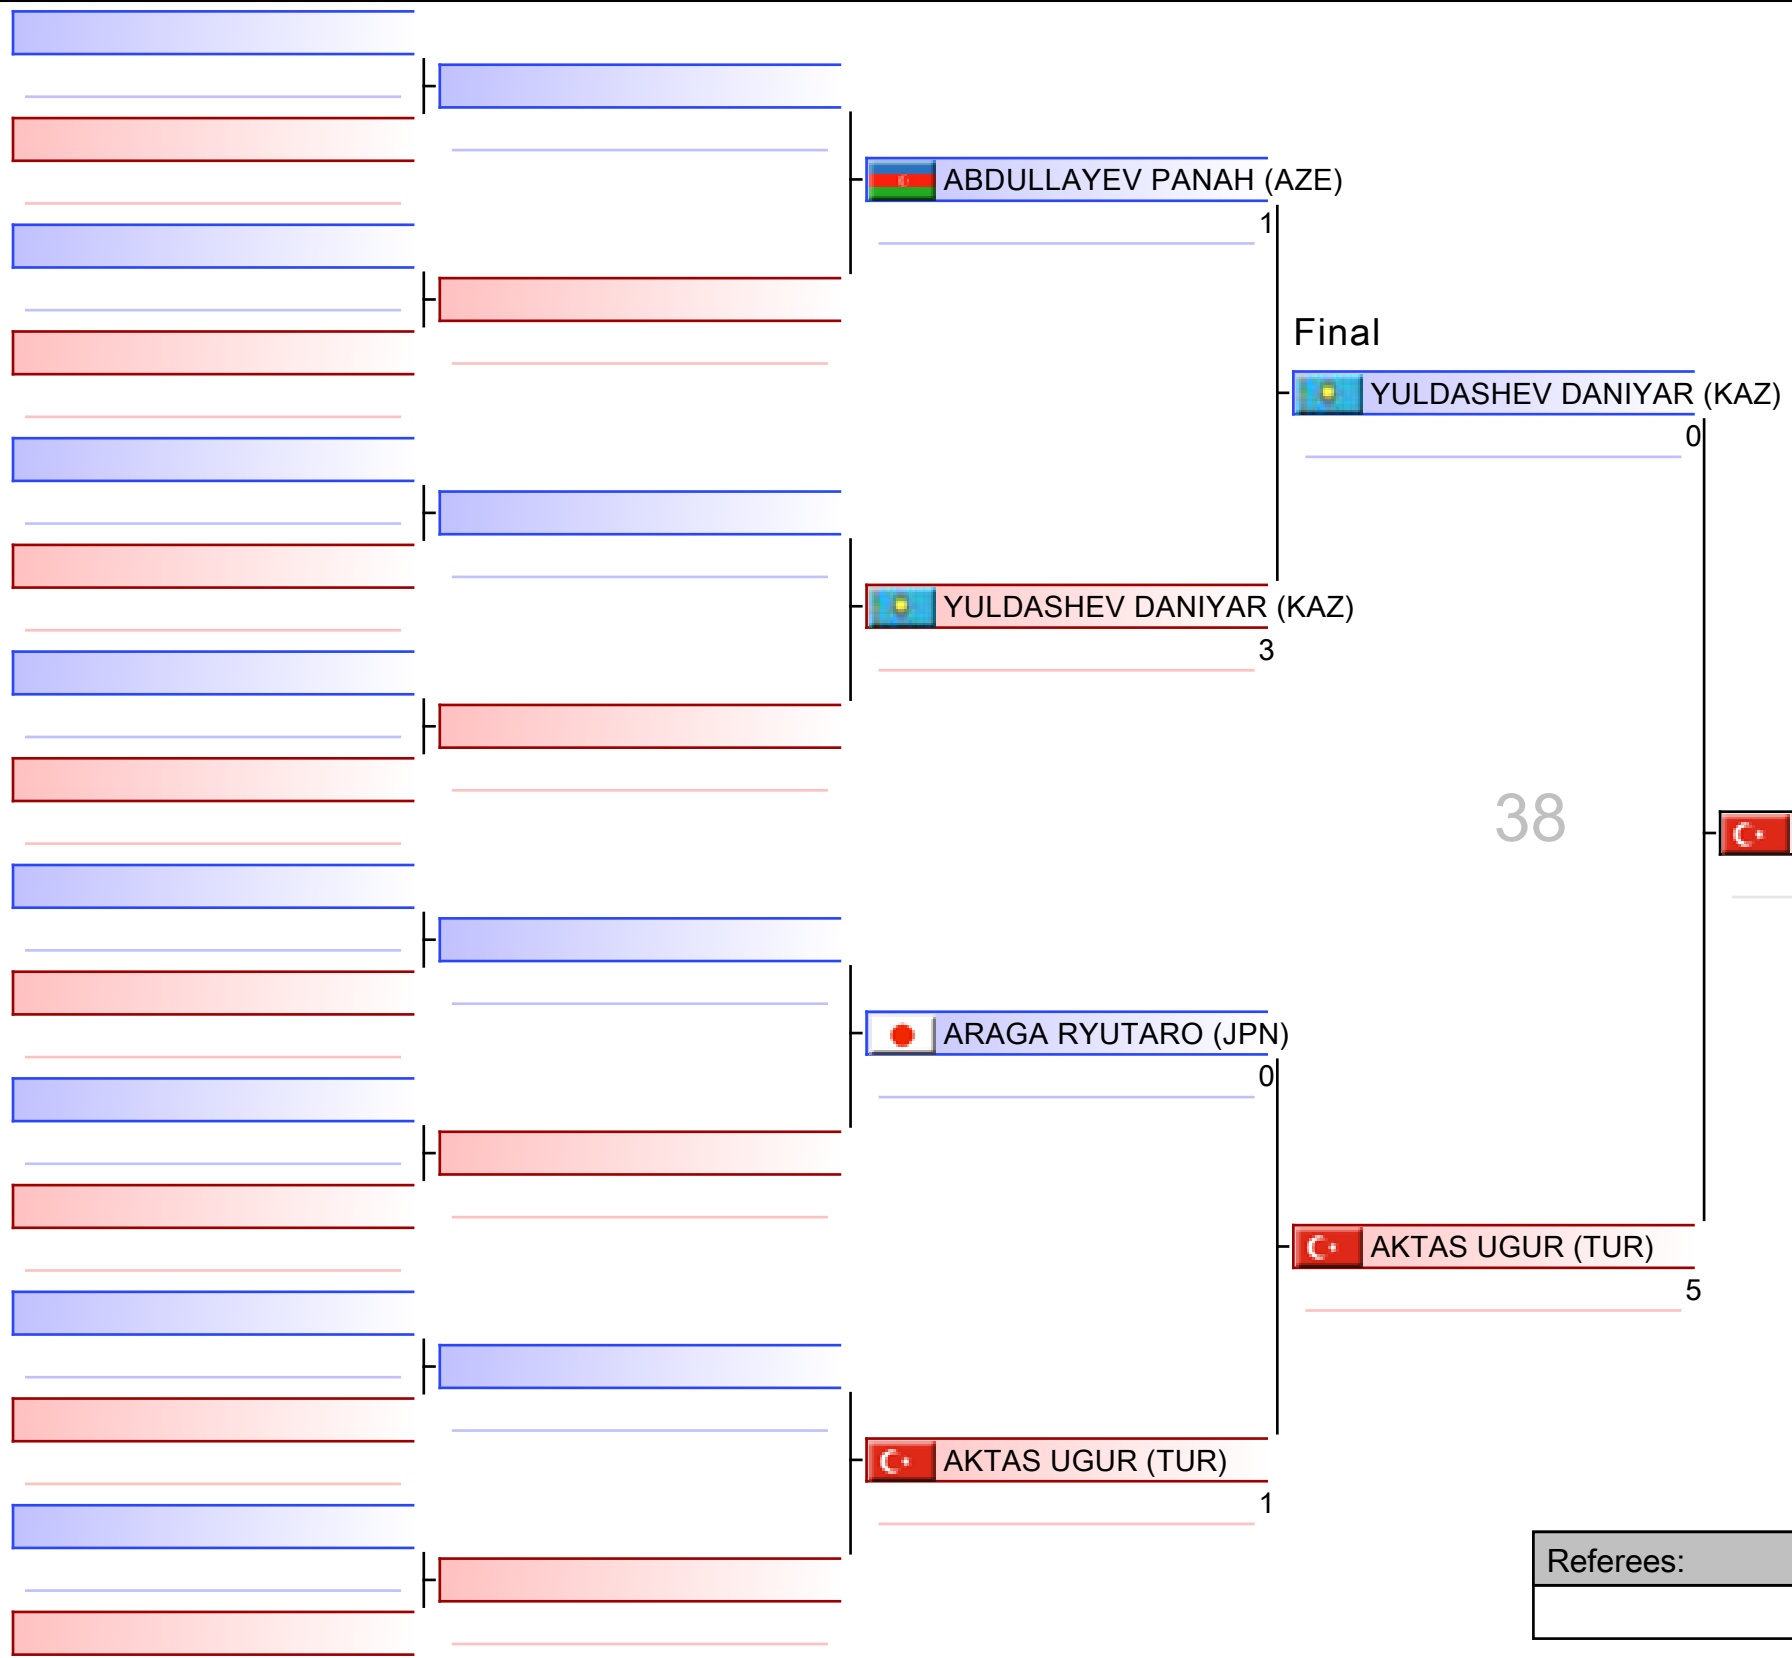 ABDULLAYEV PANAH (AZE)
1
Final
YULDASHEV DANIYAR (KAZ)
0
YULDASHEV DANIYAR (KAZ)
3
38
ARAGA RYUTARO (JPN)
0
AKTAS UGUR (TUR)
5
AKTAS UGUR (TUR)
1
Referees: